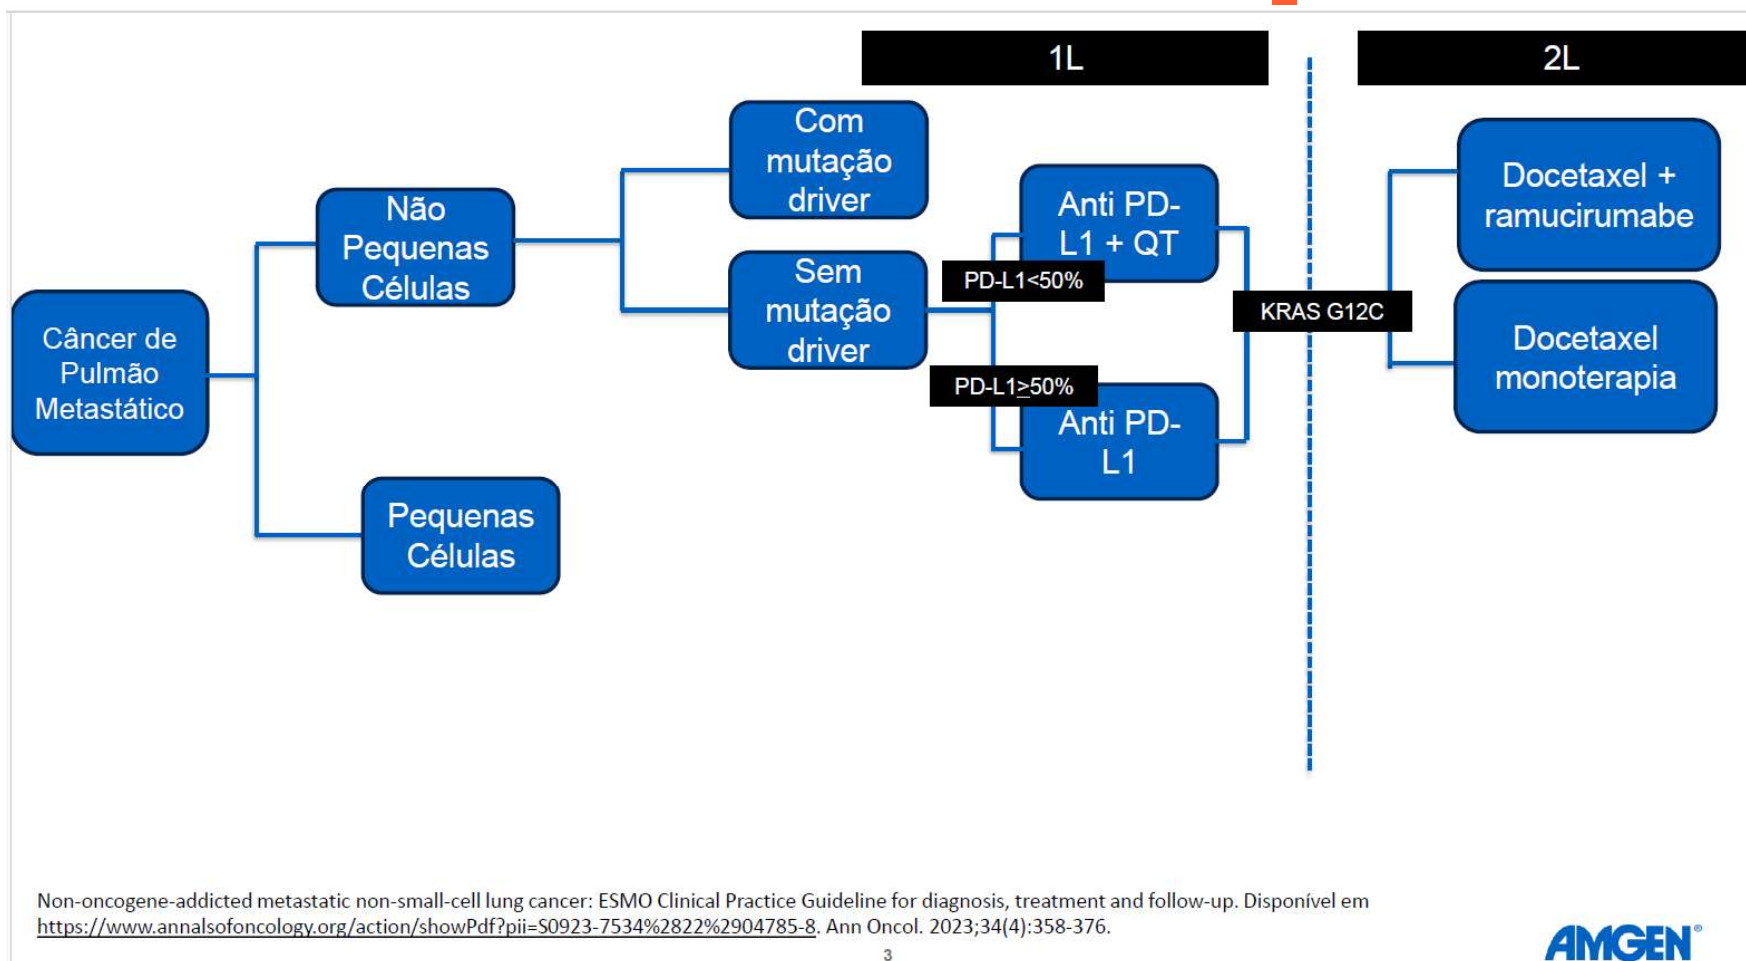 1L
2L
Com
mutação
driver
Não
Pequenas
Células
Sem
mutação
driver
Câncer de
Pulmão
Metastático
Pequenas
Células
Anti PD-
L1 + QT
PD-L1<50%
PD-L1≥50%
Anti PD-
L1
KRAS G12C
Docetaxel +
ramucirumabe
Docetaxel
monoterapia
Non-oncogene-addicted metastatic non-small-cell lung cancer: ESMO Clinical Practice Guideline for diagnosis, treatment and follow-up. Disponível em
https://www.annalsofoncology.org/action/showPdf?pii=S0923-7534%2822%2904785-8. Ann Oncol. 2023;34(4):358-376.
3
AMGEN®